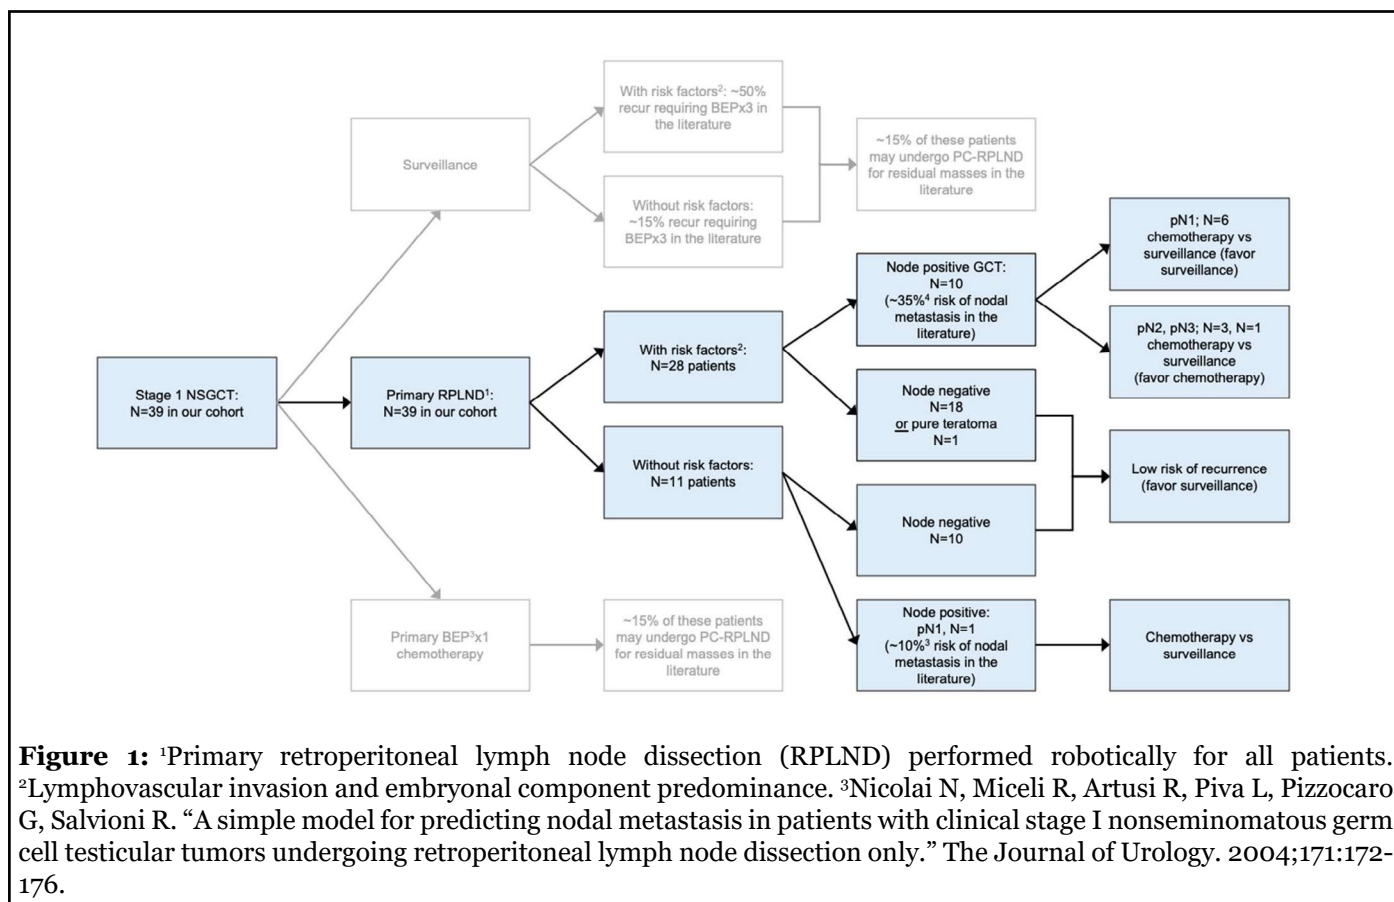 With risk factors²: ~50%
recur requiring BEPx3 in
the literature
Surveillance
~15% of these patients
may undergo PC-RPLND
for residual masses in the
literature
Without risk factors:
~15% recur requiring
BEPx3 in the literature
pN1; N=6
chemotherapy vs
surveillance (favor
surveillance)
Node positive GCT:
N=10
(~35%⁴ risk of nodal
metastasis in the
literature)
pN2, pN3; N=3, N=1
chemotherapy vs
surveillance
(favor chemotherapy)
With risk factors²:
N=28 patients
Stage 1 NSGCT:
N=39 in our cohort
Primary RPLND¹:
N=39 in our cohort
Node negative
N=18
or pure teratoma
N=1
Without risk factors:
N=11 patients
Low risk of recurrence
(favor surveillance)
Node negative
N=10
Primary BEP³x1
chemotherapy
~15% of these patients
may undergo PC-RPLND
for residual masses in the
literature
Node positive:
pN1, N=1
(~10%³ risk of nodal
metastasis in the
literature)
Chemotherapy vs
surveillance
Figure 1: ¹Primary retroperitoneal lymph node dissection (RPLND) performed robotically for all patients.
²Lymphovascular invasion and embryonal component predominance. ³Nicolai N, Miceli R, Artusi R, Piva L, Pizzocaro
G, Salvioni R. “A simple model for predicting nodal metastasis in patients with clinical stage I nonseminomatous germ
cell testicular tumors undergoing retroperitoneal lymph node dissection only.” The Journal of Urology. 2004;171:172-
176.